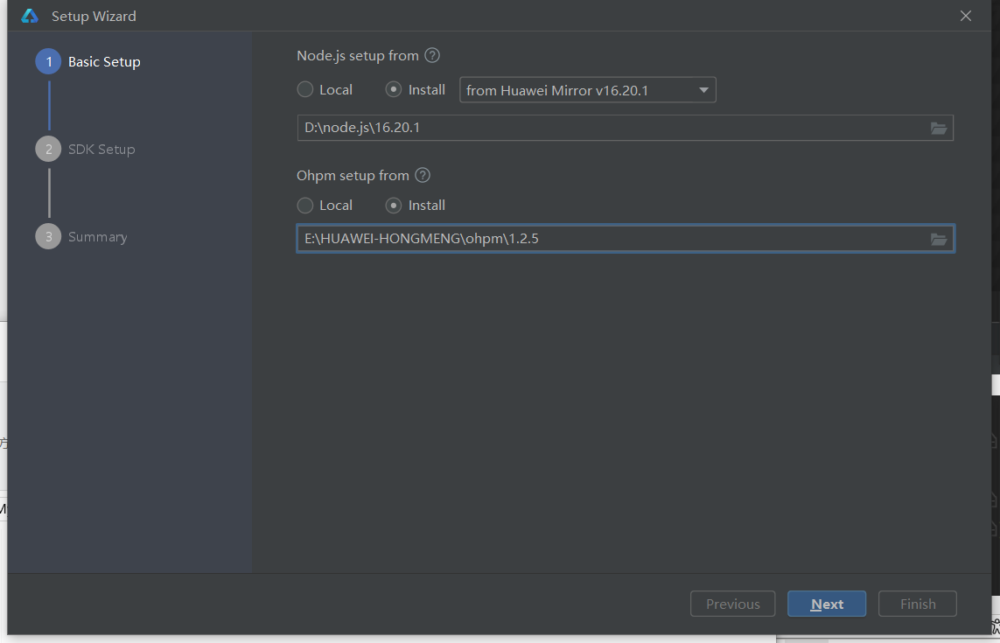 Setup Wizard
1 Basic Setup
2 SDK Setup
3 Summary
Node.js setup from ?
Local Install from Huawei Mirror v16.20.1
D:\node.js\16.20.1
Ohpm setup from ?
Local Install
E:\HUAWEI-HONGMENG\ohpm\1.2.5
Previous Next Finish